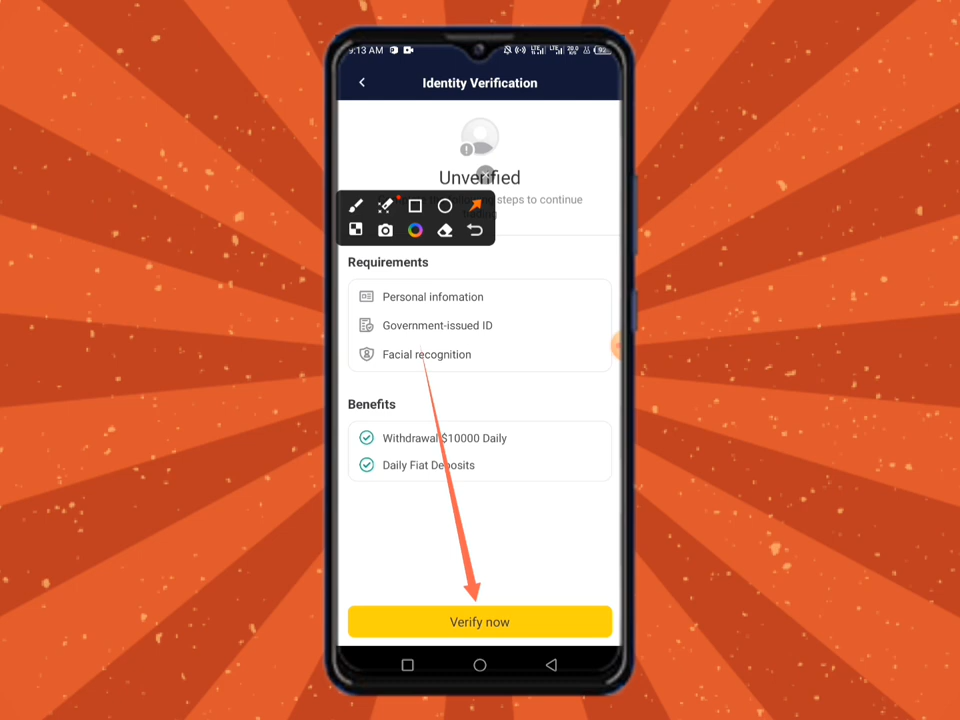 9:13 AM
Identity Verification
Unverified
steps to continue
Requirements
Personal infomation
Government-issued ID
Facial recognition
Benefits
Withdrawal $10000 Daily
Daily Fiat Deposits
Verify now